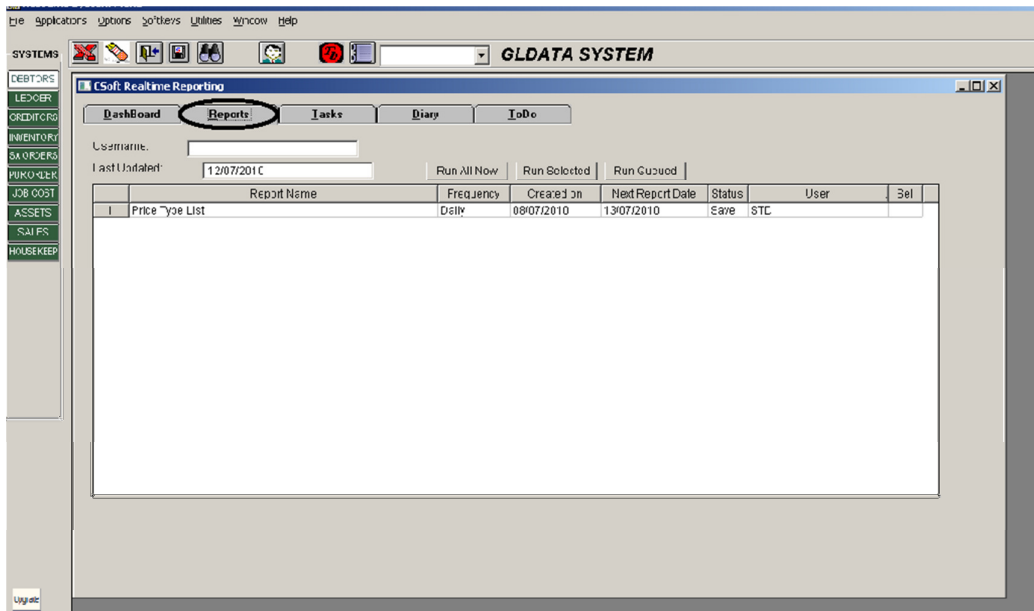 File Applications Options Softkeys Utilities Window Help
SYSTEMS
GLDATA SYSTEM
DEBTORS
LEDGER
CREDITORS
INVENTORY
SA ORDERS
PUR ORDER
JOB COST
ASSETS
SALES
HOUSEKEEP
CSoft Realtime Reporting
DashBoard Reports Tasks Diary ToDo
Username:
Last Updated: 12/07/2010 Run All Now Run Selected Run Queued
Report Name Frequency Created on Next Report Date Status User Sel
1 Price Type List Daily 08/07/2010 13/07/2010 Save STD
Upgrade